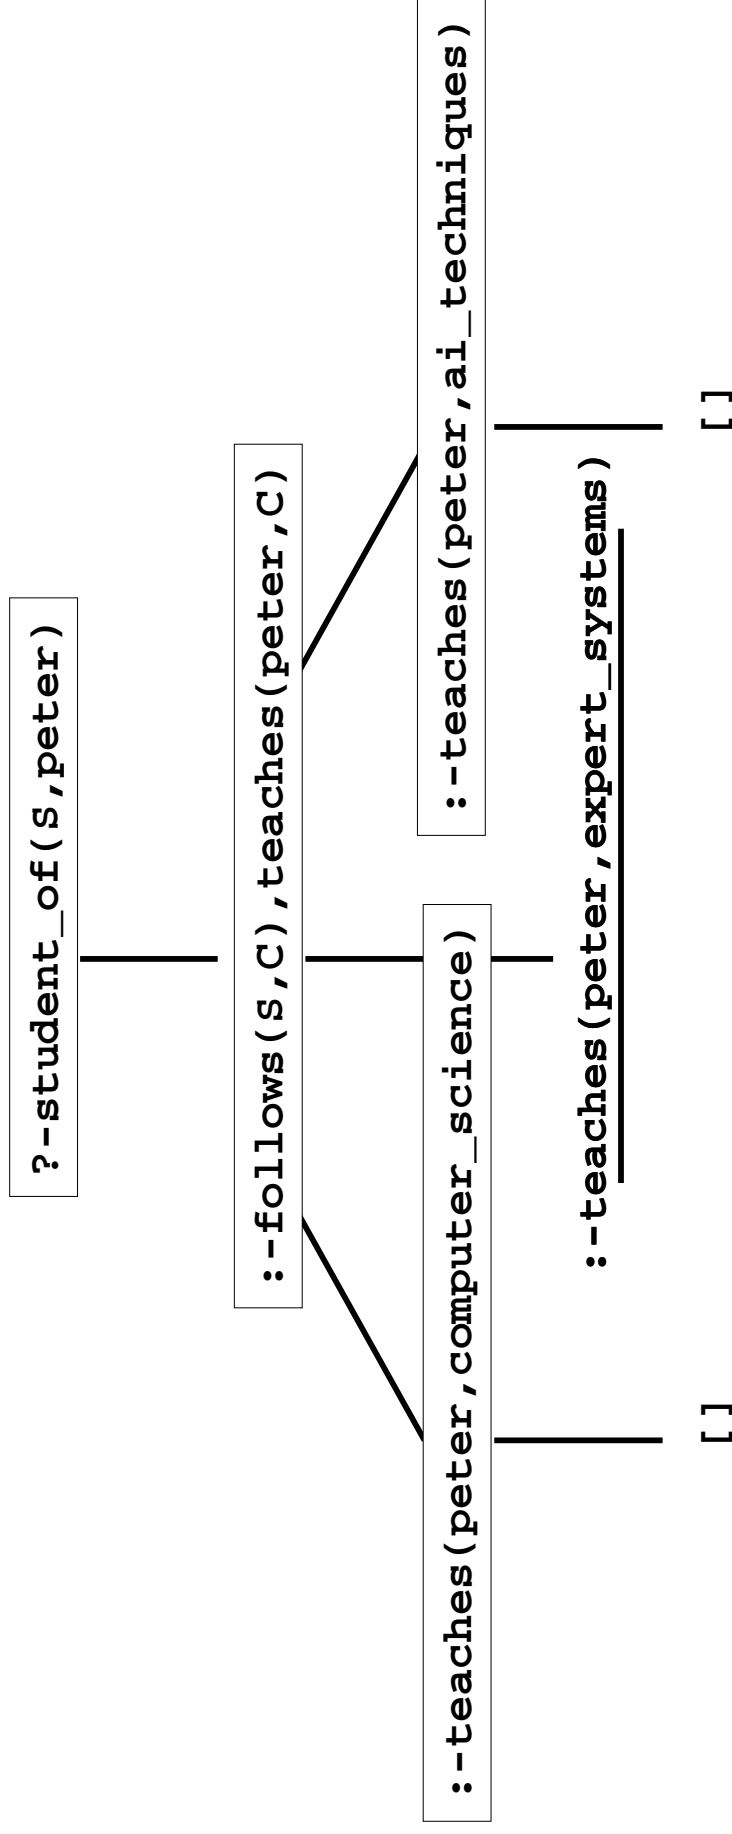 ?-student_of(S,peter)
:-follows(S,C),teaches(peter,C)
:-teaches(peter,computer_science)
:-teaches(peter,ai_techniques)
:-teaches(peter,expert_systems)
[]
[]